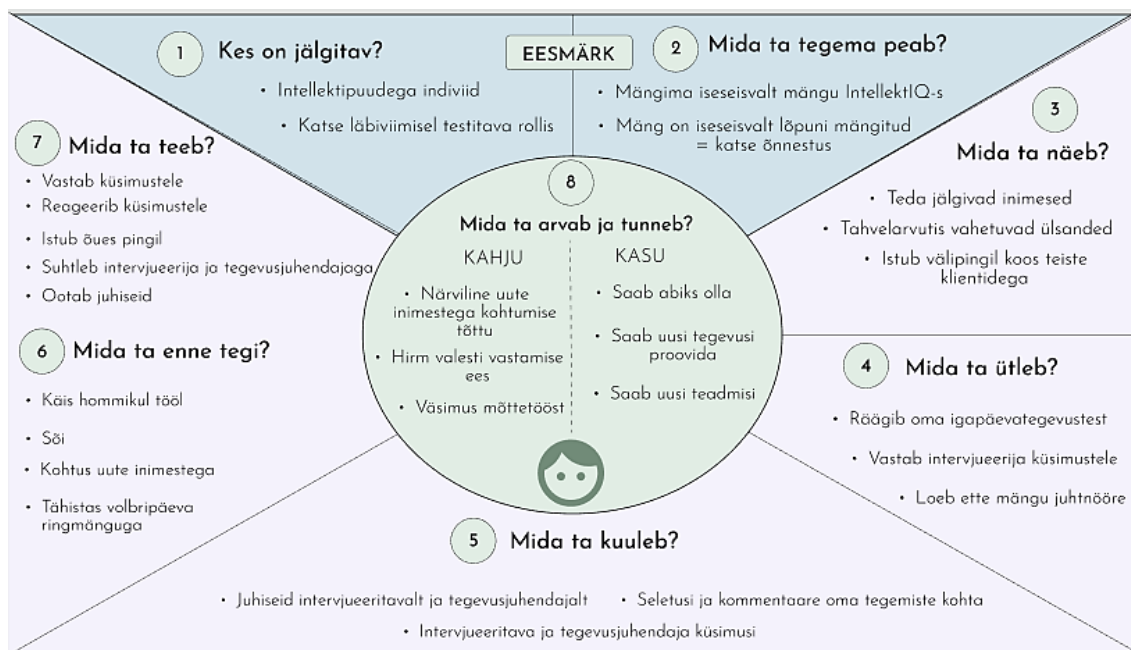 EESMÄRK
1
Kes on jälgitav?
• Intellektipuudega indiviid
• Katse läbiviimisel testitava rollis
2
Mida ta tegema peab?
• Mängima iseseisvalt mängu IntellektIQ-s
• Mäng on iseseisvalt lõpuni mängitud
= katse õnnestus
3
Mida ta näeb?
• Teda jälgivad inimesed
• Tahvelarvutis vahetuvad ülsanded
• Istub välipingil koos teiste
klientidega
4
Mida ta ütleb?
• Räägib oma igapäevategevustest
• Vastab intervjueerija küsimustele
• Loeb ette mängu juhtnööre
5
Mida ta kuuleb?
• Juhiseid intervjueeritavalt ja tegevusjuhendajalt
• Seletusi ja kommentaare oma tegemiste kohta
• Intervjueeritava ja tegevusjuhendaja küsimusi
6
Mida ta enne tegi?
• Käis hommikul tööl
• Sõi
• Kohtus uute inimestega
• Tähistas volbripäeva
ringmänguga
7
Mida ta teeb?
• Vastab küsimustele
• Reageerib küsimustele
• Istub õues pingil
• Suhtleb intervjueerija ja tegevusjuhendajaga
• Ootab juhiseid
8
Mida ta arvab ja tunneb?
KAHJU
• Närviline uute
inimestega kohtumise
tõttu
• Hirm valesti vastamise
ees
• Väsimus mõttetööst
KASU
• Saab abiks olla
• Saab uusi tegevusi
proovida
• Saab uusi teadmisi